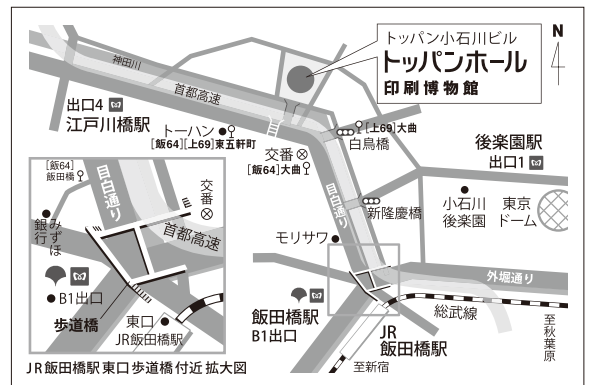 トッパン小石川ビル
トッパンホール
印刷博物館
N
神田川
首都高速
出口4
江戸川橋駅
トーハン
[飯64][上69]東五軒町
[上69]大曲
白鳥橋
交番
[飯64]大曲
後楽園駅
出口1
小石川
後楽園
東京
ドーム
目白通り
新隆慶橋
モリサワ
外堀通り
飯田橋駅
B1出口
JR
飯田橋駅
総武線
至秋葉原
至新宿
[飯64]
飯田橋
目白通り
交番
みずほ
銀行
首都高速
B1出口
歩道橋
東口
JR飯田橋駅
JR飯田橋駅東口歩道橋付近 拡大図